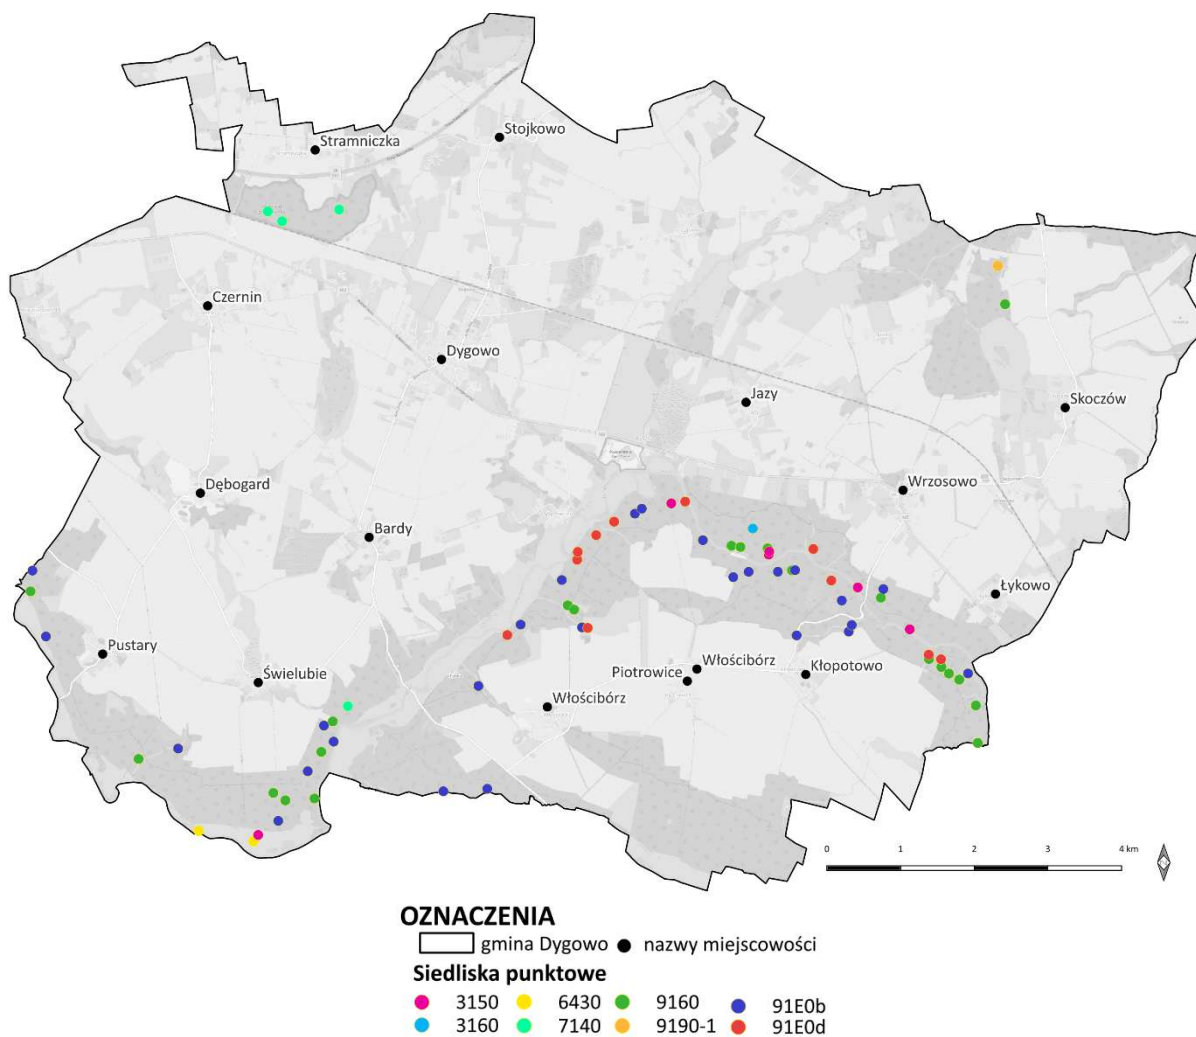 Stojkowo
Stramniczka
Czernin
Dygowo
Jazy
Skoczów
Dębogard
Wrzosowo
Bardy
Łykowo
Pustary
Świelubie
Piotrowice
Włościbórz
Kłopotowo
Włościbórz
0 1 2 3 4 km
OZNACZENIA
gmina Dygowo nazwy miejscowości
Siedliska punktowe
3150 6430 9160 91E0b
3160 7140 9190-1 91E0d